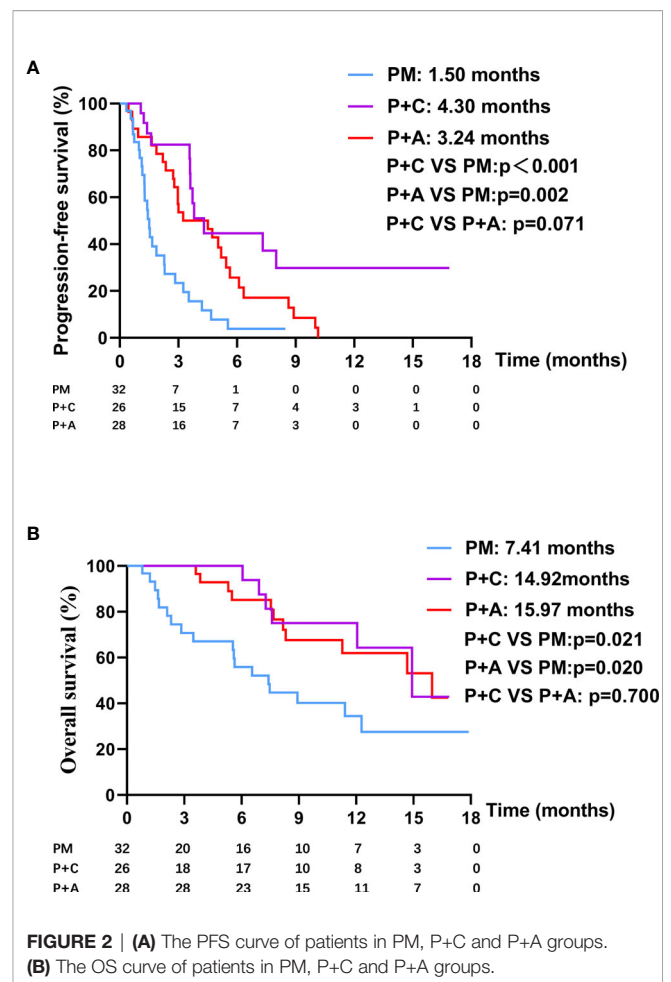 A
PM: 1.50 months
P+C: 4.30 months
P+A: 3.24 months
P+C VS PM:p<0.001
P+A VS PM:p=0.002
P+C VS P+A: p=0.071
Progression-free survival (%)
100
80
60
40
20
0
0 3 6 9 12 15 18 Time (months)
PM 32 7 1 0 0 0 0
P+C 26 15 7 4 3 1 0
P+A 28 16 7 3 0 0 0
B
PM: 7.41 months
P+C: 14.92months
P+A: 15.97 months
P+C VS PM:p=0.021
P+A VS PM:p=0.020
P+C VS P+A: p=0.700
Overall survival (%)
100
80
60
40
20
0
0 3 6 9 12 15 18 Time (months)
PM 32 20 16 10 7 3 0
P+C 26 18 17 10 8 3 0
P+A 28 28 23 15 11 7 0
FIGURE 2 | (A) The PFS curve of patients in PM, P+C and P+A groups.
(B) The OS curve of patients in PM, P+C and P+A groups.